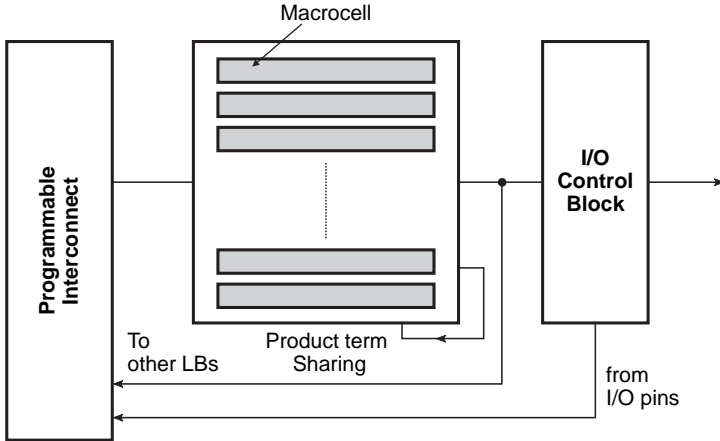 Macrocell
Programmable
Interconnect
I/O
Control
Block
To
other LBs
Product term
Sharing
from
I/O pins